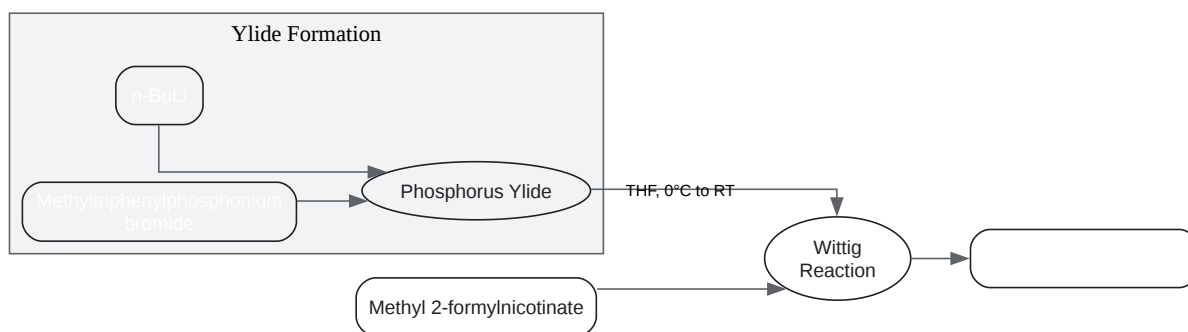 Ylide Formation
n-BuLi
Methyltriphenylphosphonium
bromide
Phosphorus Ylide
THF, 0°C to RT
Wittig
Reaction
Methyl 2-formylnicotinate